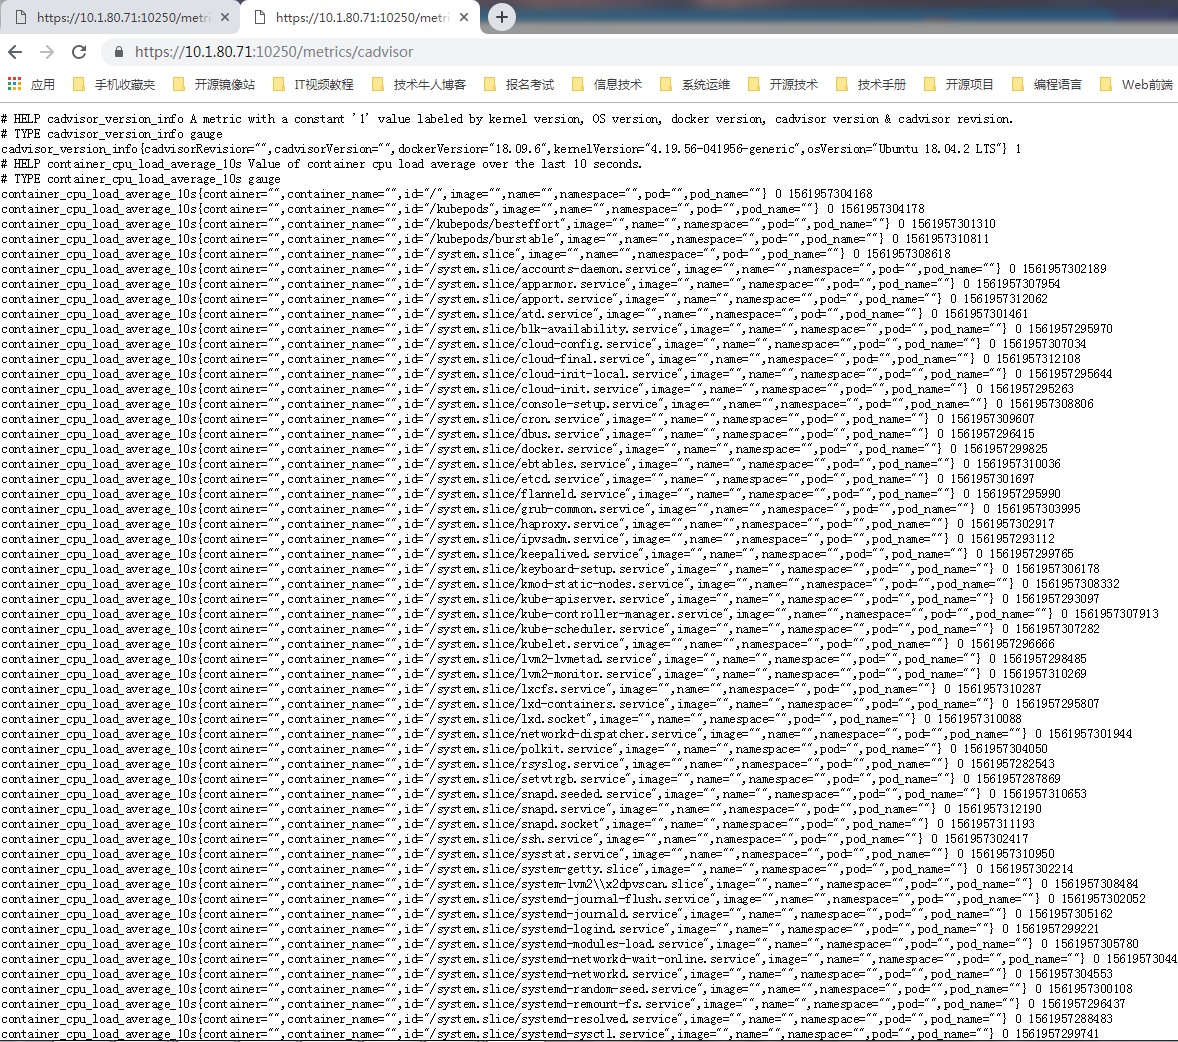 https://10.1.80.71:10250/metri
https://10.1.80.71:10250/metri
https://10.1.80.71:10250/metrics/cadvisor
应用 手机收藏夹 开源镜像站 IT视频教程 技术牛人博客 报名考试 信息技术 系统运维 开源技术 技术手册 开源项目 编程语言 Web前端
# HELP cadvisor_version_info A metric with a constant '1' value labeled by kernel version, OS version, docker version, cadvisor version & cadvisor revision.
# TYPE cadvisor_version_info gauge
cadvisor_version_info{cadvisorRevision="",cadvisorVersion="",dockerVersion="18.09.6",kernelVersion="4.19.56-041956-generic",osVersion="Ubuntu 18.04.2 LTS"} 1
# HELP container_cpu_load_average_10s Value of container cpu load average over the last 10 seconds.
# TYPE container_cpu_load_average_10s gauge
container_cpu_load_average_10s{container="",container_name="",id="/",image="",name="",namespace="",pod="",pod_name=""} 0 1561957304168
container_cpu_load_average_10s{container="",container_name="",id="/kubepods",image="",name="",namespace="",pod="",pod_name=""} 0 1561957304178
container_cpu_load_average_10s{container="",container_name="",id="/kubepods/besteffort",image="",name="",namespace="",pod="",pod_name=""} 0 1561957301310
container_cpu_load_average_10s{container="",container_name="",id="/kubepods/burstable",image="",name="",namespace="",pod="",pod_name=""} 0 1561957310811
container_cpu_load_average_10s{container="",container_name="",id="/system.slice",image="",name="",namespace="",pod="",pod_name=""} 0 1561957308618
container_cpu_load_average_10s{container="",container_name="",id="/system.slice/accounts-daemon.service",image="",name="",namespace="",pod="",pod_name=""} 0 1561957302189
container_cpu_load_average_10s{container="",container_name="",id="/system.slice/apparmor.service",image="",name="",namespace="",pod="",pod_name=""} 0 1561957307954
container_cpu_load_average_10s{container="",container_name="",id="/system.slice/apport.service",image="",name="",namespace="",pod="",pod_name=""} 0 1561957312062
container_cpu_load_average_10s{container="",container_name="",id="/system.slice/atd.service",image="",name="",namespace="",pod="",pod_name=""} 0 1561957301461
container_cpu_load_average_10s{container="",container_name="",id="/system.slice/blk-availability.service",image="",name="",namespace="",pod="",pod_name=""} 0 1561957295970
container_cpu_load_average_10s{container="",container_name="",id="/system.slice/cloud-config.service",image="",name="",namespace="",pod="",pod_name=""} 0 1561957307034
container_cpu_load_average_10s{container="",container_name="",id="/system.slice/cloud-final.service",image="",name="",namespace="",pod="",pod_name=""} 0 1561957312108
container_cpu_load_average_10s{container="",container_name="",id="/system.slice/cloud-init-local.service",image="",name="",namespace="",pod="",pod_name=""} 0 1561957295644
container_cpu_load_average_10s{container="",container_name="",id="/system.slice/cloud-init.service",image="",name="",namespace="",pod="",pod_name=""} 0 1561957295263
container_cpu_load_average_10s{container="",container_name="",id="/system.slice/console-setup.service",image="",name="",namespace="",pod="",pod_name=""} 0 1561957308806
container_cpu_load_average_10s{container="",container_name="",id="/system.slice/cron.service",image="",name="",namespace="",pod="",pod_name=""} 0 1561957309607
container_cpu_load_average_10s{container="",container_name="",id="/system.slice/dbus.service",image="",name="",namespace="",pod="",pod_name=""} 0 1561957296415
container_cpu_load_average_10s{container="",container_name="",id="/system.slice/docker.service",image="",name="",namespace="",pod="",pod_name=""} 0 1561957299825
container_cpu_load_average_10s{container="",container_name="",id="/system.slice/ebtables.service",image="",name="",namespace="",pod="",pod_name=""} 0 1561957310036
container_cpu_load_average_10s{container="",container_name="",id="/system.slice/etcd.service",image="",name="",namespace="",pod="",pod_name=""} 0 1561957301697
container_cpu_load_average_10s{container="",container_name="",id="/system.slice/flanneld.service",image="",name="",namespace="",pod="",pod_name=""} 0 1561957295990
container_cpu_load_average_10s{container="",container_name="",id="/system.slice/grub-common.service",image="",name="",namespace="",pod="",pod_name=""} 0 1561957303995
container_cpu_load_average_10s{container="",container_name="",id="/system.slice/haproxy.service",image="",name="",namespace="",pod="",pod_name=""} 0 1561957302917
container_cpu_load_average_10s{container="",container_name="",id="/system.slice/ipvsadm.service",image="",name="",namespace="",pod="",pod_name=""} 0 1561957293112
container_cpu_load_average_10s{container="",container_name="",id="/system.slice/keepalived.service",image="",name="",namespace="",pod="",pod_name=""} 0 1561957299765
container_cpu_load_average_10s{container="",container_name="",id="/system.slice/keyboard-setup.service",image="",name="",namespace="",pod="",pod_name=""} 0 1561957306178
container_cpu_load_average_10s{container="",container_name="",id="/system.slice/kmod-static-nodes.service",image="",name="",namespace="",pod="",pod_name=""} 0 1561957308332
container_cpu_load_average_10s{container="",container_name="",id="/system.slice/kube-apiserver.service",image="",name="",namespace="",pod="",pod_name=""} 0 1561957293097
container_cpu_load_average_10s{container="",container_name="",id="/system.slice/kube-controller-manager.service",image="",name="",namespace="",pod="",pod_name=""} 0 1561957307913
container_cpu_load_average_10s{container="",container_name="",id="/system.slice/kube-scheduler.service",image="",name="",namespace="",pod="",pod_name=""} 0 1561957307282
container_cpu_load_average_10s{container="",container_name="",id="/system.slice/kubelet.service",image="",name="",namespace="",pod="",pod_name=""} 0 1561957296666
container_cpu_load_average_10s{container="",container_name="",id="/system.slice/lvm2-lvmetad.service",image="",name="",namespace="",pod="",pod_name=""} 0 1561957298485
container_cpu_load_average_10s{container="",container_name="",id="/system.slice/lvm2-monitor.service",image="",name="",namespace="",pod="",pod_name=""} 0 1561957310269
container_cpu_load_average_10s{container="",container_name="",id="/system.slice/lxcfs.service",image="",name="",namespace="",pod="",pod_name=""} 0 1561957310287
container_cpu_load_average_10s{container="",container_name="",id="/system.slice/lxd-containers.service",image="",name="",namespace="",pod="",pod_name=""} 0 1561957295807
container_cpu_load_average_10s{container="",container_name="",id="/system.slice/lxd.socket",image="",name="",namespace="",pod="",pod_name=""} 0 1561957310088
container_cpu_load_average_10s{container="",container_name="",id="/system.slice/networkd-dispatcher.service",image="",name="",namespace="",pod="",pod_name=""} 0 1561957301944
container_cpu_load_average_10s{container="",container_name="",id="/system.slice/polkit.service",image="",name="",namespace="",pod="",pod_name=""} 0 1561957304050
container_cpu_load_average_10s{container="",container_name="",id="/system.slice/rsyslog.service",image="",name="",namespace="",pod="",pod_name=""} 0 1561957282543
container_cpu_load_average_10s{container="",container_name="",id="/system.slice/setvtrgb.service",image="",name="",namespace="",pod="",pod_name=""} 0 1561957287869
container_cpu_load_average_10s{container="",container_name="",id="/system.slice/snapd.seeded.service",image="",name="",namespace="",pod="",pod_name=""} 0 1561957310653
container_cpu_load_average_10s{container="",container_name="",id="/system.slice/snapd.service",image="",name="",namespace="",pod="",pod_name=""} 0 1561957312190
container_cpu_load_average_10s{container="",container_name="",id="/system.slice/snapd.socket",image="",name="",namespace="",pod="",pod_name=""} 0 1561957311193
container_cpu_load_average_10s{container="",container_name="",id="/system.slice/ssh.service",image="",name="",namespace="",pod="",pod_name=""} 0 1561957302417
container_cpu_load_average_10s{container="",container_name="",id="/system.slice/sysstat.service",image="",name="",namespace="",pod="",pod_name=""} 0 1561957310950
container_cpu_load_average_10s{container="",container_name="",id="/system.slice/system-getty.slice",image="",name="",namespace="",pod="",pod_name=""} 0 1561957302214
container_cpu_load_average_10s{container="",container_name="",id="/system.slice/system-lvm2\\x2dpvscan.slice",image="",name="",namespace="",pod="",pod_name=""} 0 1561957308484
container_cpu_load_average_10s{container="",container_name="",id="/system.slice/systemd-journal-flush.service",image="",name="",namespace="",pod="",pod_name=""} 0 1561957302052
container_cpu_load_average_10s{container="",container_name="",id="/system.slice/systemd-journald.service",image="",name="",namespace="",pod="",pod_name=""} 0 1561957305162
container_cpu_load_average_10s{container="",container_name="",id="/system.slice/systemd-logind.service",image="",name="",namespace="",pod="",pod_name=""} 0 1561957299221
container_cpu_load_average_10s{container="",container_name="",id="/system.slice/systemd-modules-load.service",image="",name="",namespace="",pod="",pod_name=""} 0 1561957305780
container_cpu_load_average_10s{container="",container_name="",id="/system.slice/systemd-networkd-wait-online.service",image="",name="",namespace="",pod="",pod_name=""} 0 15619573044
container_cpu_load_average_10s{container="",container_name="",id="/system.slice/systemd-networkd.service",image="",name="",namespace="",pod="",pod_name=""} 0 1561957304553
container_cpu_load_average_10s{container="",container_name="",id="/system.slice/systemd-random-seed.service",image="",name="",namespace="",pod="",pod_name=""} 0 1561957300108
container_cpu_load_average_10s{container="",container_name="",id="/system.slice/systemd-remount-fs.service",image="",name="",namespace="",pod="",pod_name=""} 0 1561957296437
container_cpu_load_average_10s{container="",container_name="",id="/system.slice/systemd-resolved.service",image="",name="",namespace="",pod="",pod_name=""} 0 1561957288483
container_cpu_load_average_10s{container="",container_name="",id="/system.slice/systemd-sysctl.service",image="",name="",namespace="",pod="",pod_name=""} 0 1561957299741